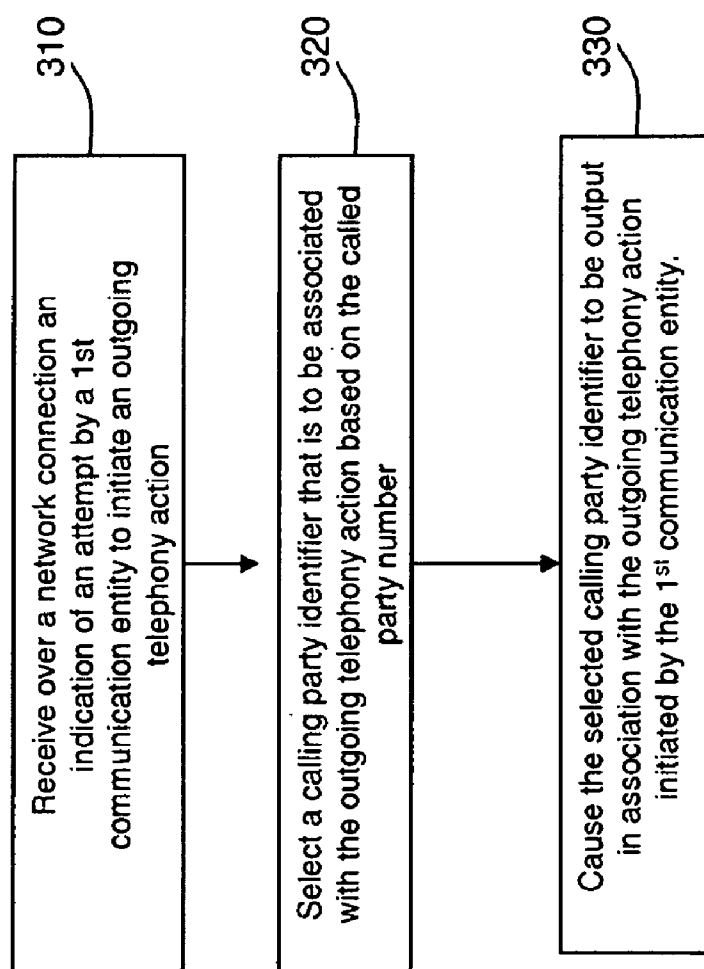 310
Receive over a network connection an
indication of an attempt by a 1st
communication entity to initiate an outgoing
telephony action
320
Select a calling party identifier that is to be associated
with the outgoing telephony action based on the called
party number
330
Cause the selected calling party identifier to be output
in association with the outgoing telephony action
initiated by the 1st communication entity.